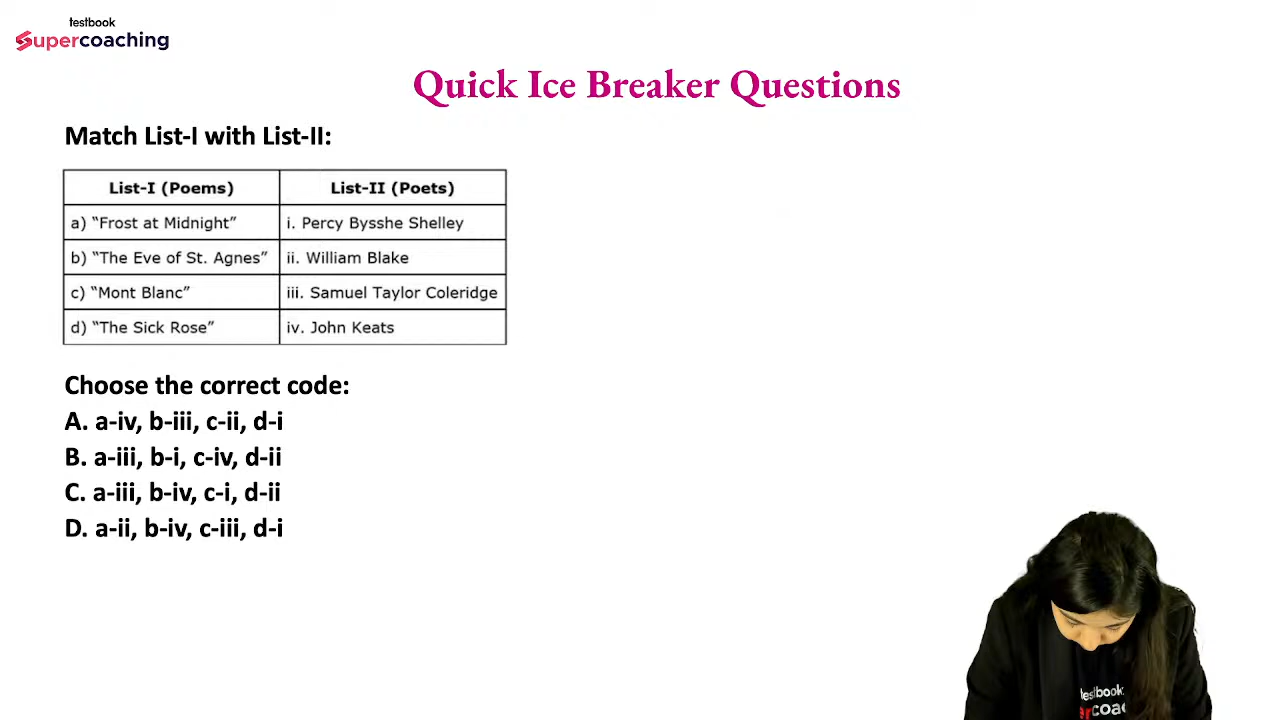 testbook
Supercoaching
Quick Ice Breaker Questions
Match List-I with List-II:
List-I (Poems) List-II (Poets)
a) “Frost at Midnight” i. Percy Bysshe Shelley
b) “The Eve of St. Agnes” ii. William Blake
c) “Mont Blanc” iii. Samuel Taylor Coleridge
d) “The Sick Rose” iv. John Keats
Choose the correct code:
A. a-iv, b-iii, c-ii, d-i
B. a-iii, b-i, c-iv, d-ii
C. a-iii, b-iv, c-i, d-ii
D. a-ii, b-iv, c-iii, d-i
testbook